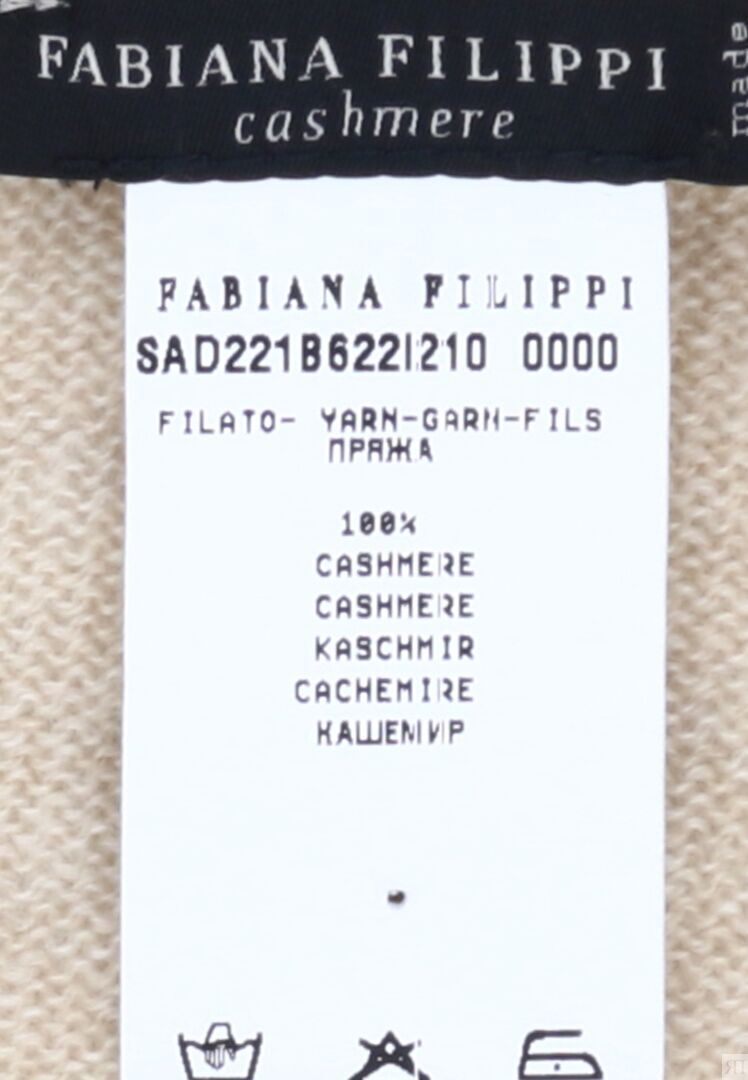 FABIANA FILIPPI
cashmere
made
FABIANA FILIPPI
SAD221B622I210 0000
FILATO- YARN-GARN-FILS
ПРЯЖА
100%
CASHMERE
CASHMERE
KASCHMIR
CACHEMIRE
КАШЕМИР